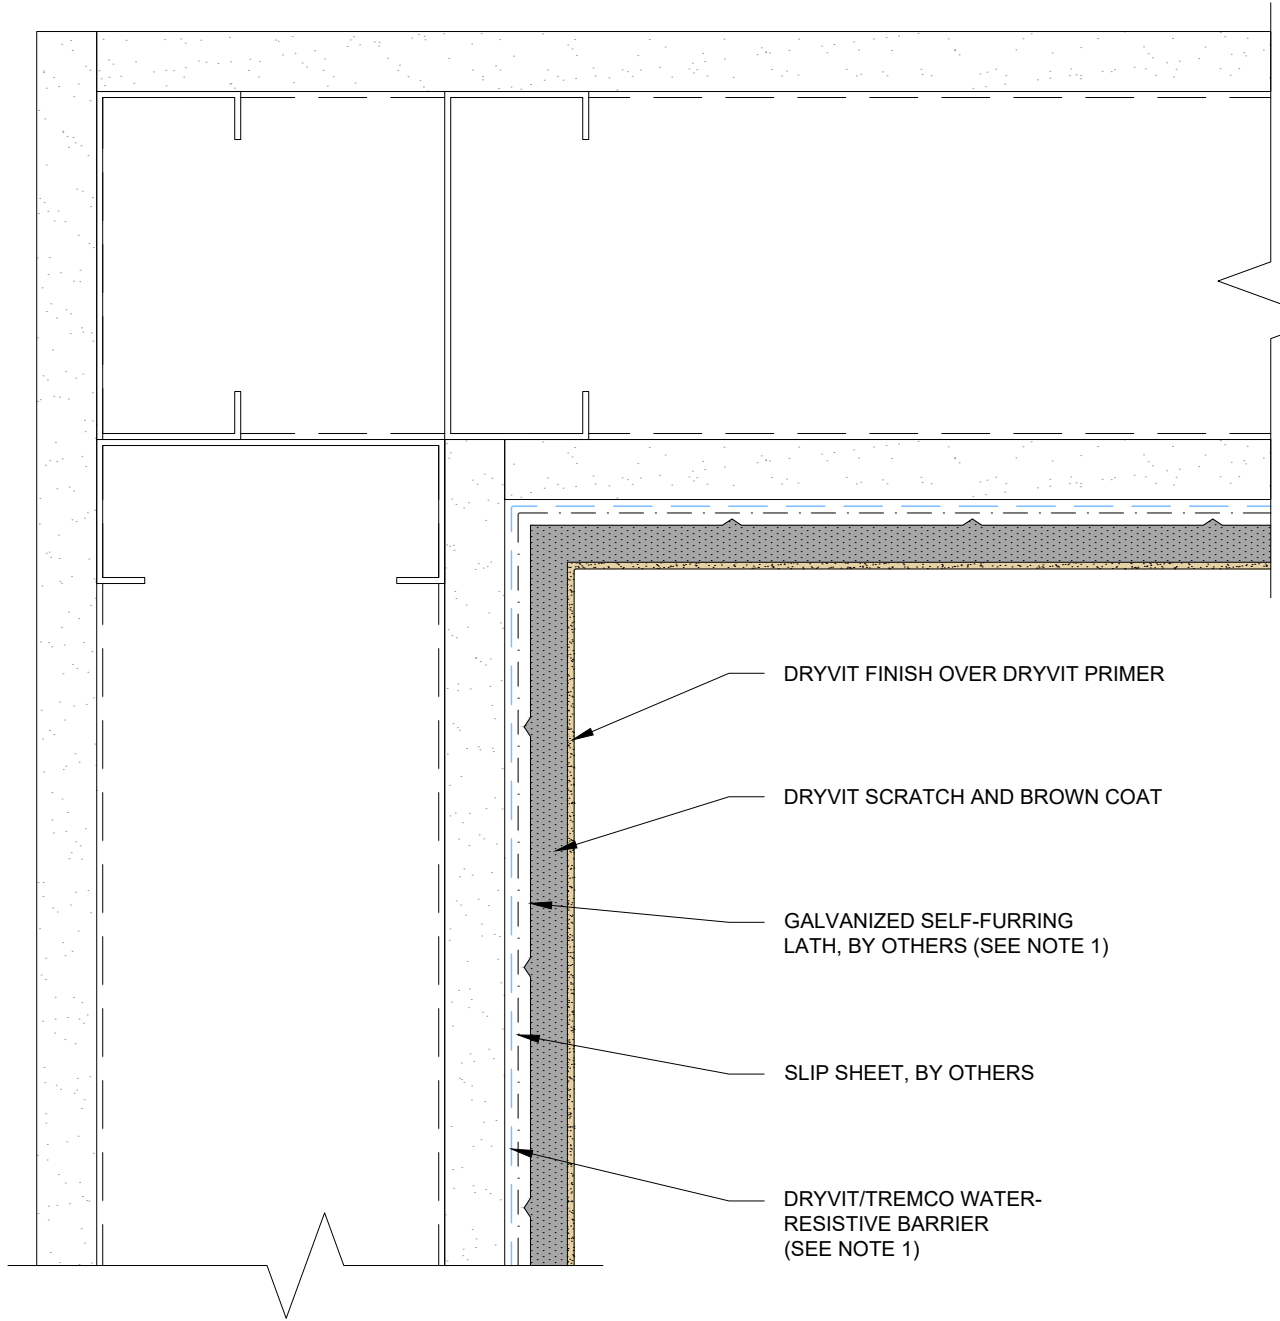 DRYVIT FINISH OVER DRYVIT PRIMER
DRYVIT SCRATCH AND BROWN COAT
GALVANIZED SELF-FURRING
LATH, BY OTHERS (SEE NOTE 1)
SLIP SHEET, BY OTHERS
DRYVIT/TREMCO WATER-
RESISTIVE BARRIER
(SEE NOTE 1)